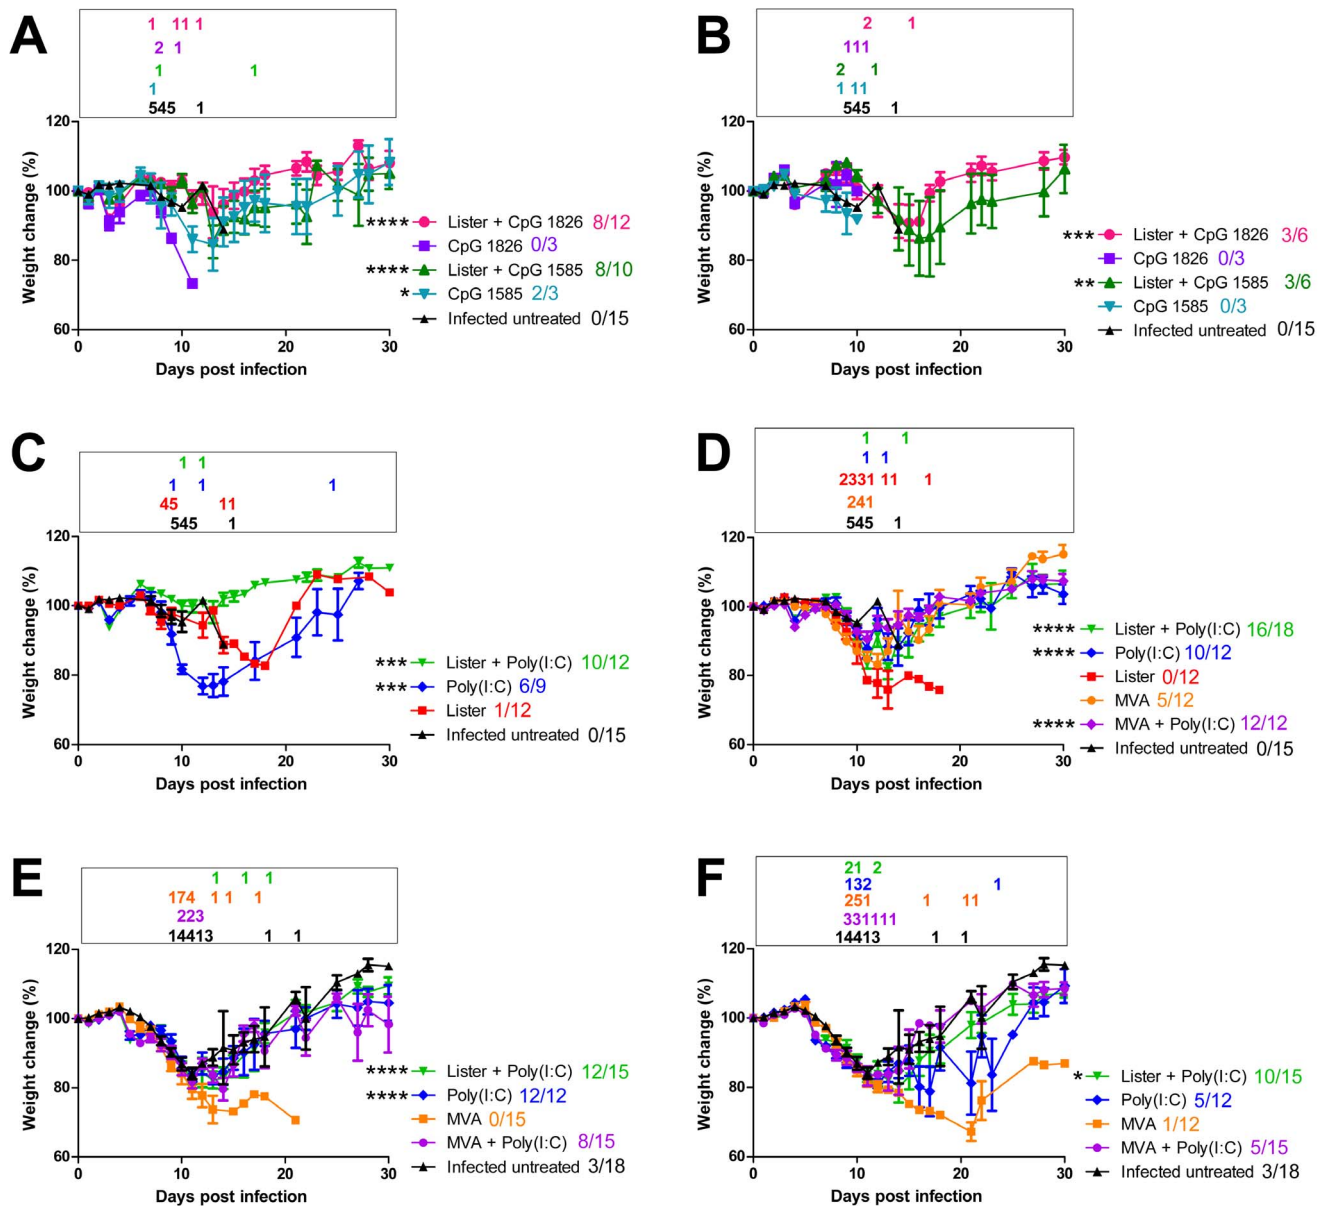 A
1 11 1
2 1
1 1
1
545 1
120
100
80
60
Weight change (%)
0 10 20 30
Days post infection
**** Lister + CpG 1826 8/12
CpG 1826 0/3
**** Lister + CpG 1585 8/10
* CpG 1585 2/3
Infected untreated 0/15
B
2 1
111
2 1
1 11
545 1
120
100
80
60
Weight change (%)
0 10 20 30
Days post infection
*** Lister + CpG 1826 3/6
CpG 1826 0/3
** Lister + CpG 1585 3/6
CpG 1585 0/3
Infected untreated 0/15
C
1 1
1 1 1
45 11
545 1
120
100
80
60
Weight change (%)
0 10 20 30
Days post infection
*** Lister + Poly(I:C) 10/12
*** Poly(I:C) 6/9
Lister 1/12
Infected untreated 0/15
D
1 1
1 1
2331 11 1
241
545 1
120
100
80
60
Weight change (%)
0 10 20 30
Days post infection
**** Lister + Poly(I:C) 16/18
**** Poly(I:C) 10/12
Lister 0/12
MVA 5/12
**** MVA + Poly(I:C) 12/12
Infected untreated 0/15
E
1 1 1
174 1 1 1
223
14413 1 1
120
100
80
60
Weight change (%)
0 10 20 30
Days post infection
**** Lister + Poly(I:C) 12/15
**** Poly(I:C) 12/12
MVA 0/15
MVA + Poly(I:C) 8/15
Infected untreated 3/18
F
21 2
132 1
251 1 11
331111
14413 1 1
120
100
80
60
Weight change (%)
0 10 20 30
Days post infection
* Lister + Poly(I:C) 10/15
Poly(I:C) 5/12
MVA 1/12
MVA + Poly(I:C) 5/15
Infected untreated 3/18